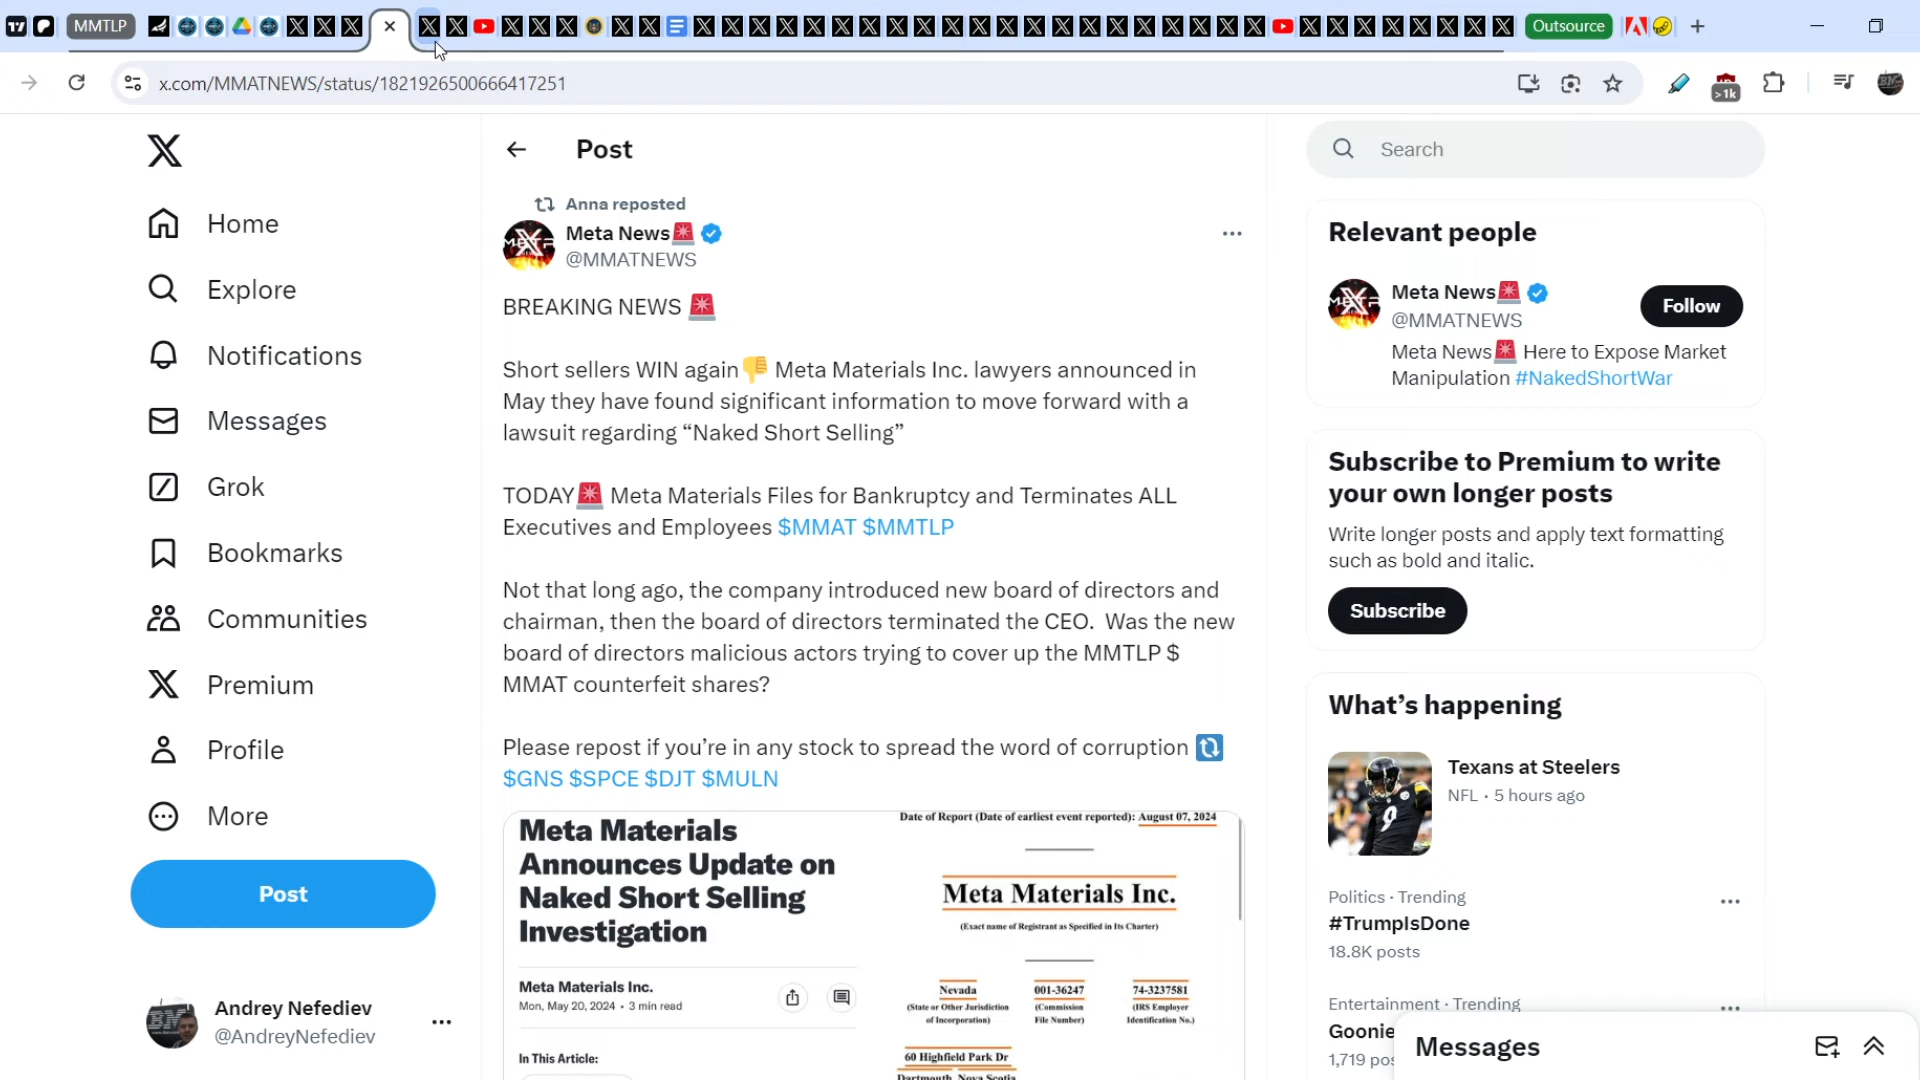 MMTLP
Outsource
x.com/MMATNEWS/status/1821926500666417251
>1k
Home
Explore
Notifications
Messages
Grok
Bookmarks
Communities
Premium
Profile
More
Post
Andrey Nefediev
@AndreyNefediev
Post
Anna reposted
Meta News🚨
@MMATNEWS
BREAKING NEWS 🚨
Short sellers WIN again👎 Meta Materials Inc. lawyers announced in
May they have found significant information to move forward with a
lawsuit regarding “Naked Short Selling”
TODAY🚨 Meta Materials Files for Bankruptcy and Terminates ALL
Executives and Employees $MMAT $MMTLP
Not that long ago, the company introduced new board of directors and
chairman, then the board of directors terminated the CEO.  Was the new
board of directors malicious actors trying to cover up the MMTLP $
MMAT counterfeit shares?
Please repost if you’re in any stock to spread the word of corruption 🔃
$GNS $SPCE $DJT $MULN
Meta Materials
Announces Update on
Naked Short Selling
Investigation
Meta Materials Inc.
Mon, May 20, 2024 • 3 min read
In This Article:
Date of Report (Date of earliest event reported): August 07, 2024
Meta Materials Inc.
(Exact name of Registrant as Specified in Its Charter)
Nevada 001-36247 74-3237581
(State or Other Jurisdiction (Commission (IRS Employer
of Incorporation) File Number) Identification No.)
60 Highfield Park Dr
Dartmouth, Nova Scotia
Search
Relevant people
Meta News🚨
@MMATNEWS
Follow
Meta News🚨 Here to Expose Market
Manipulation #NakedShortWar
Subscribe to Premium to write
your own longer posts
Write longer posts and apply text formatting
such as bold and italic.
Subscribe
What’s happening
Texans at Steelers
NFL · 5 hours ago
Politics · Trending
#TrumpIsDone
18.8K posts
Entertainment · Trending
Goonie
1,719 pos
Messages